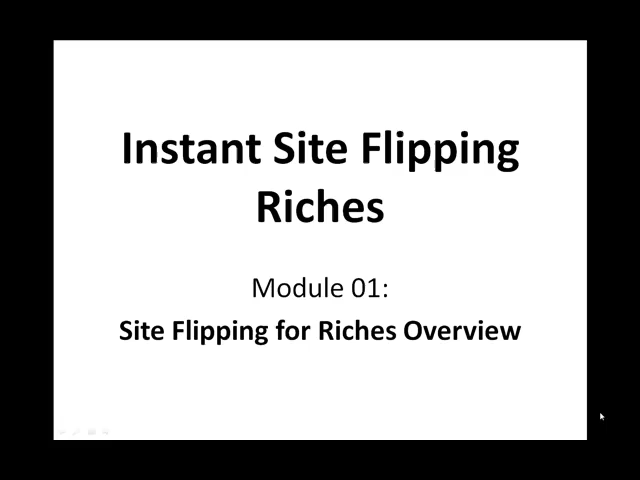 Instant Site Flipping
Riches
Module 01:
Site Flipping for Riches Overview